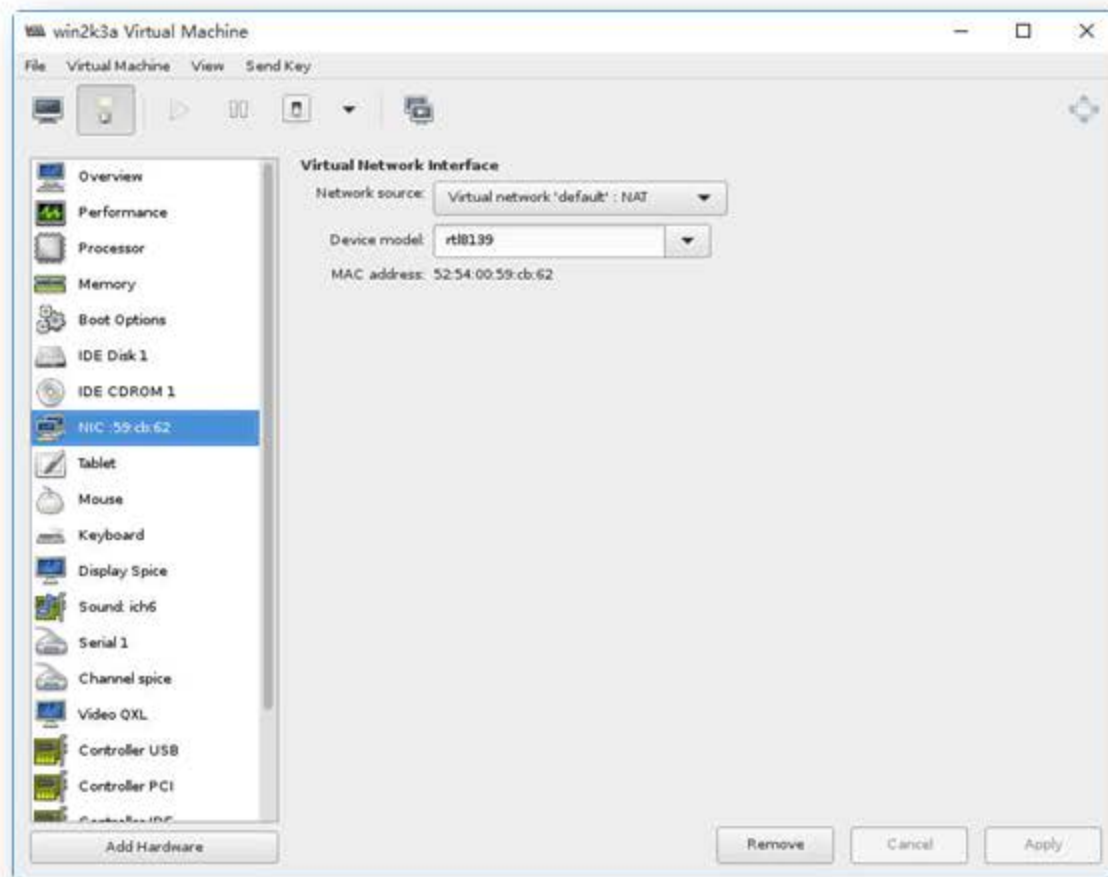 win2k3a Virtual Machine
File Virtual Machine View Send Key
Overview
Performance
Processor
Memory
Boot Options
IDE Disk 1
IDE CDROM 1
NIC :59:cb:62
Tablet
Mouse
Keyboard
Display Spice
Sound: ich6
Serial 1
Channel spice
Video QXL
Controller USB
Controller PCI
Controller IDE
Add Hardware
Virtual Network Interface
Network source: Virtual network 'default' : NAT
Device model: rtl8139
MAC address: 52:54:00:59:cb:62
Remove Cancel Apply